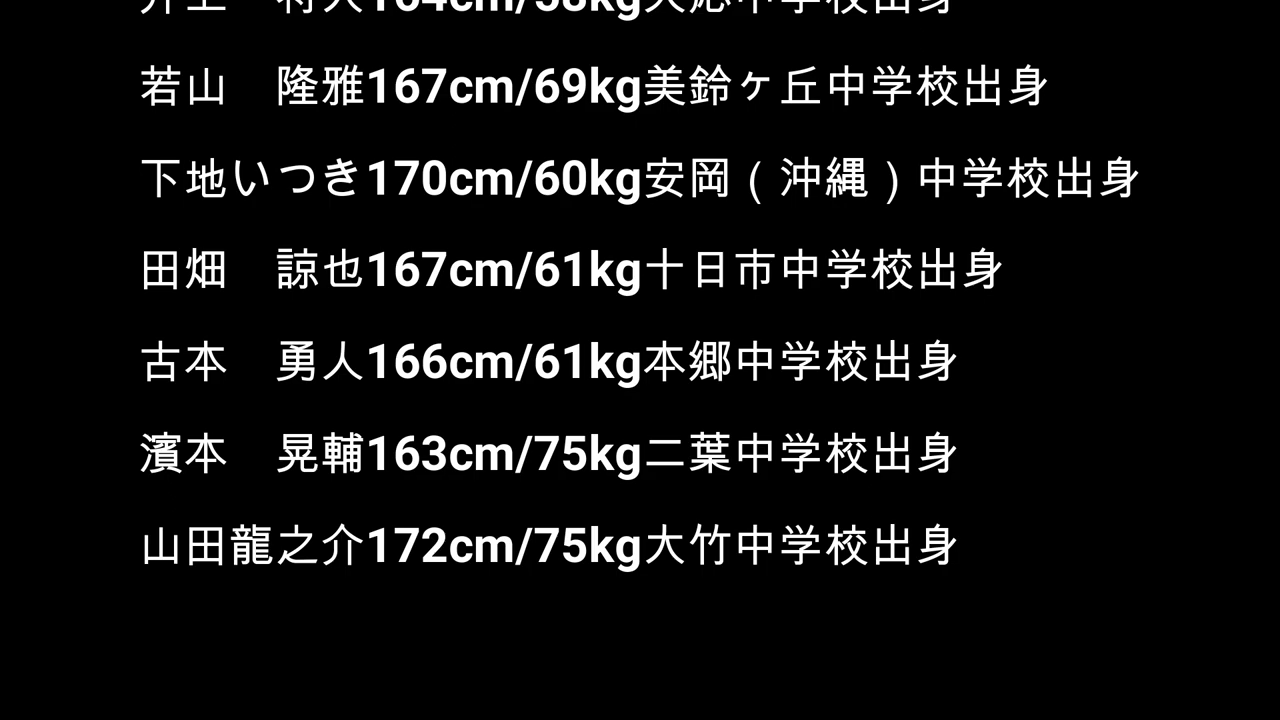 若山　隆雅167cm/69kg美鈴ヶ丘中学校出身
下地いつき170cm/60kg安岡（沖縄）中学校出身
田畑　諒也167cm/61kg十日市中学校出身
古本　勇人166cm/61kg本郷中学校出身
濱本　晃輔163cm/75kg二葉中学校出身
山田龍之介172cm/75kg大竹中学校出身